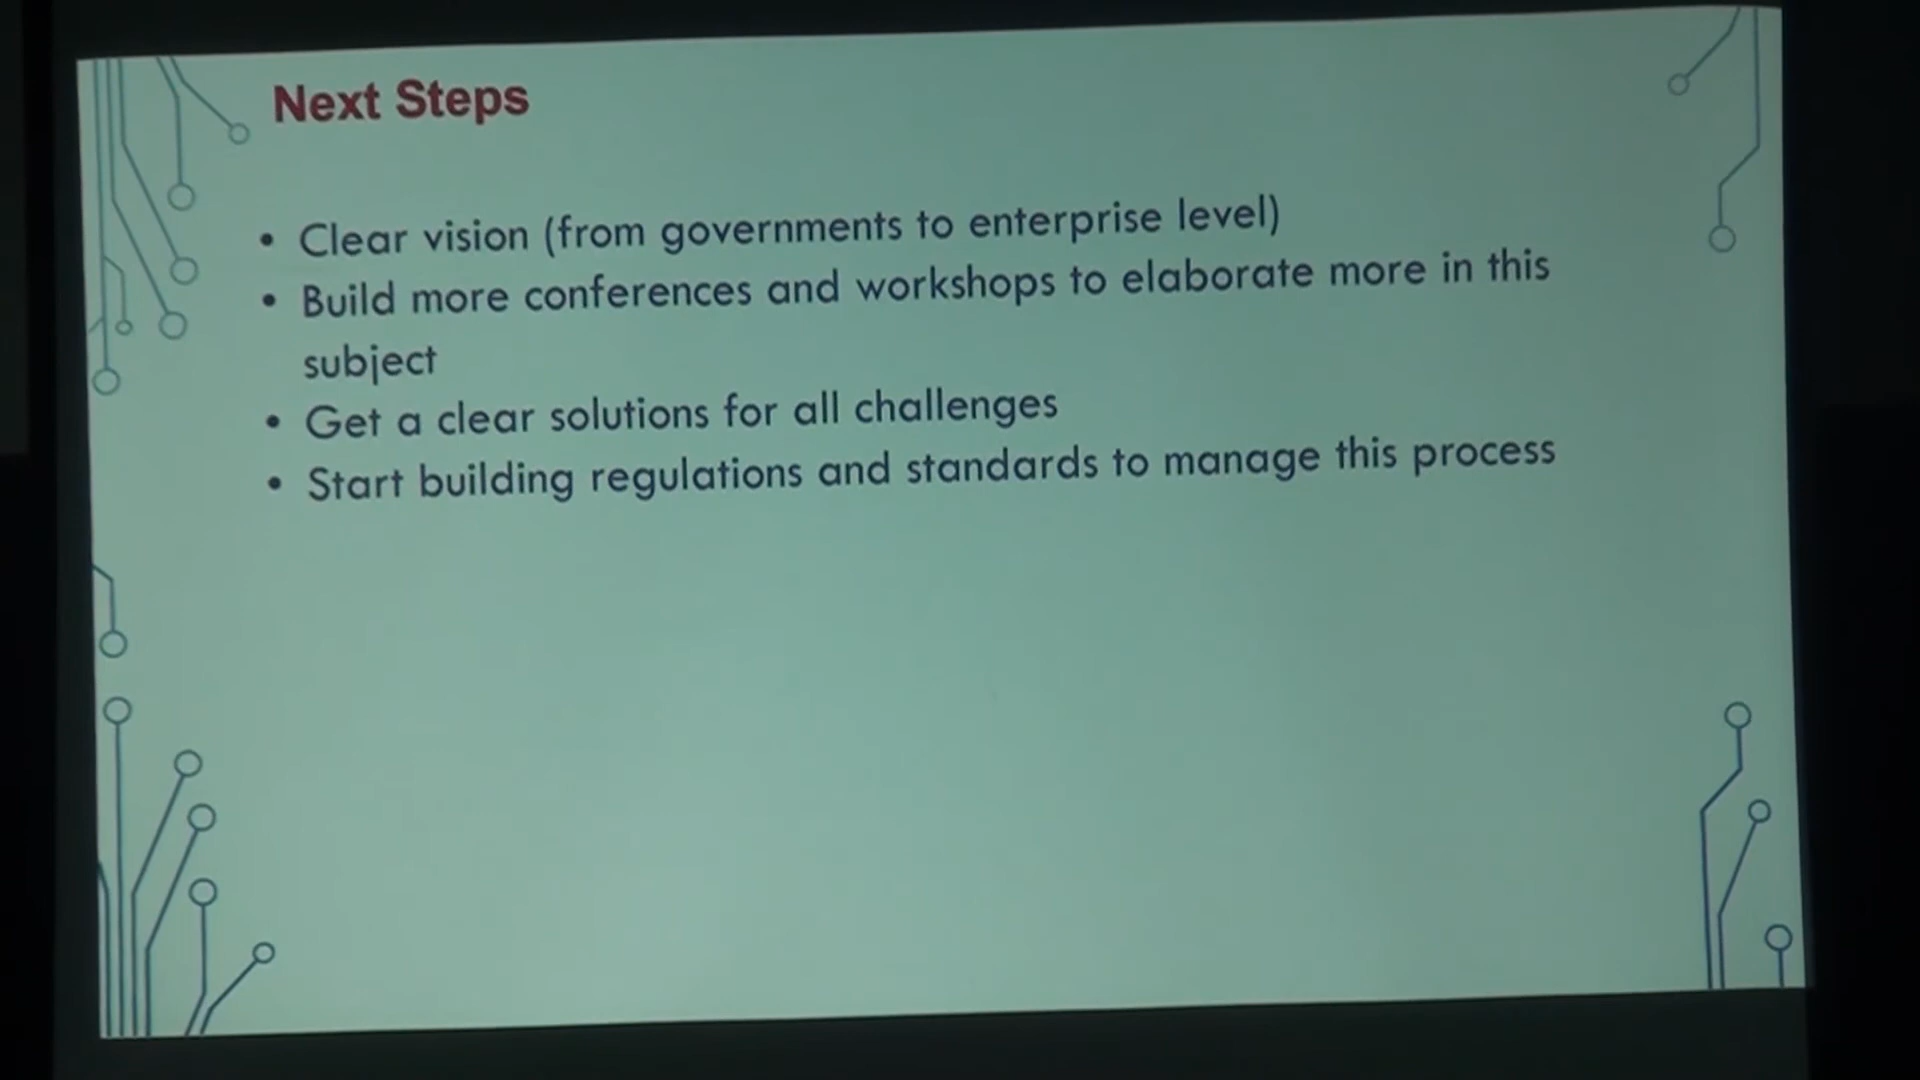 Next Steps
• Clear vision (from governments to enterprise level)
• Build more conferences and workshops to elaborate more in this
subject
• Get a clear solutions for all challenges
• Start building regulations and standards to manage this process